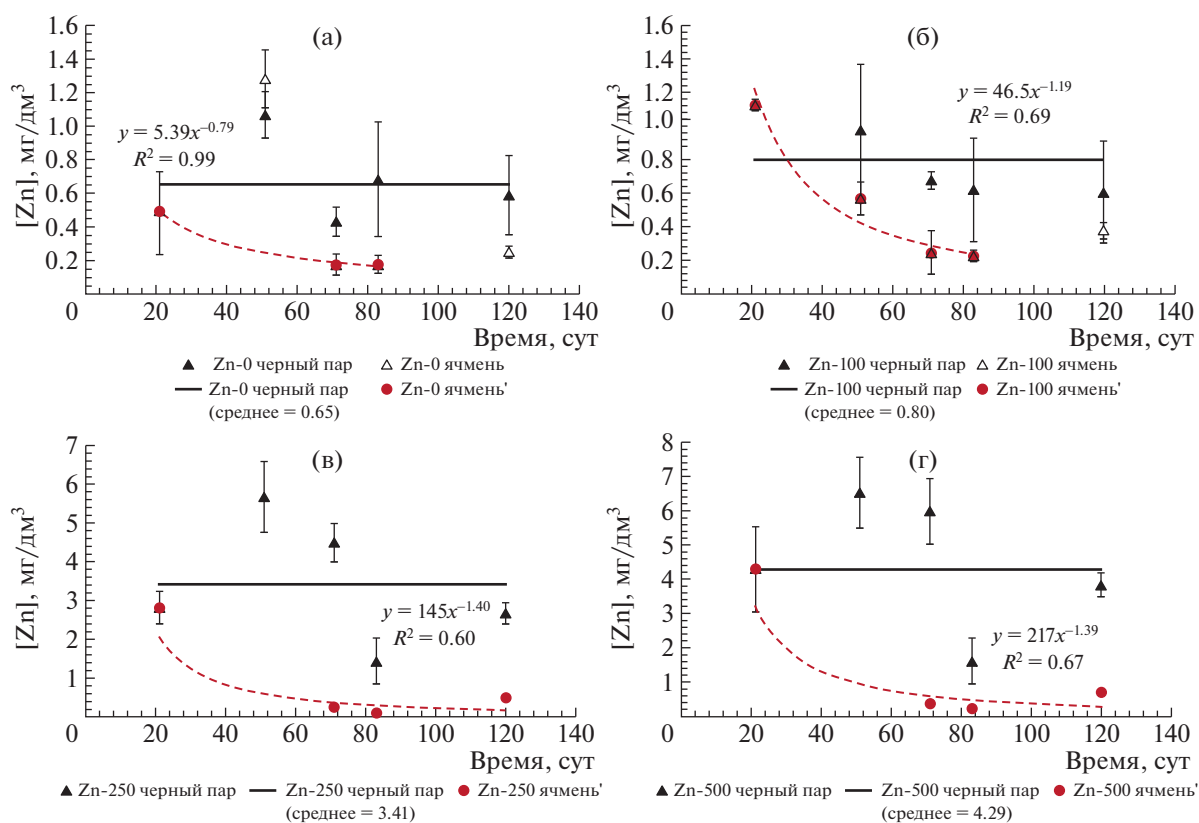 (а)
[Zn], мг/дм³
1.6
1.4
1.2
1.0
0.8
0.6
0.4
0.2
0
20
40
60
80
100
120
140
y = 5.39x⁻⁰·⁷⁹
R² = 0.99
Время, сут
▲ Zn-0 черный пар △ Zn-0 ячмень
Zn-0 черный пар ● Zn-0 ячмень'
(среднее = 0.65)
(б)
[Zn], мг/дм³
1.6
1.4
1.2
1.0
0.8
0.6
0.4
0.2
0
20
40
60
80
100
120
140
y = 46.5x⁻¹·¹⁹
R² = 0.69
Время, сут
▲ Zn-100 черный пар △ Zn-100 ячмень
Zn-100 черный пар ● Zn-100 ячмень'
(среднее = 0.80)
(в)
[Zn], мг/дм³
7
6
5
4
3
2
1
0
20
40
60
80
100
120
140
y = 145x⁻¹·⁴⁰
R² = 0.60
Время, сут
▲ Zn-250 черный пар — Zn-250 черный пар ● Zn-250 ячмень'
(среднее = 3.41)
(г)
[Zn], мг/дм³
8
7
6
5
4
3
2
1
0
20
40
60
80
100
120
140
y = 217x⁻¹·³⁹
R² = 0.67
Время, сут
▲ Zn-500 черный пар — Zn-500 черный пар ● Zn-500 ячмень'
(среднее = 4.29)